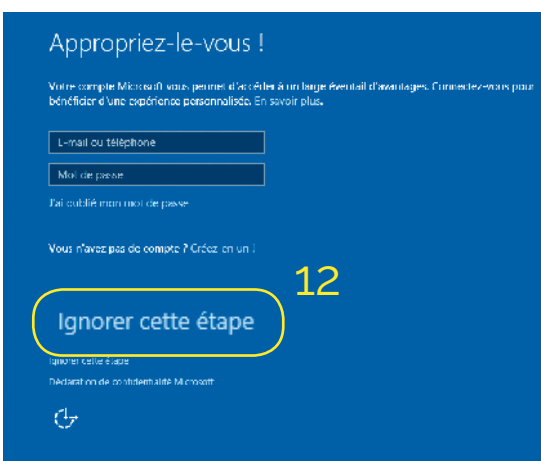 Appropriez-le-vous !
Votre compte Microsoft vous permet d'accéder à un large éventail d'avantages. Connectez-vous pour
bénéficier d'une expérience personnalisée. En savoir plus.
E-mail ou téléphone
Mot de passe
J'ai oublié mon mot de passe
Vous n'avez pas de compte ? Créez-en un !
12
Ignorer cette étape
Ignorer cette étape
Déclaration de confidentialité Microsoft